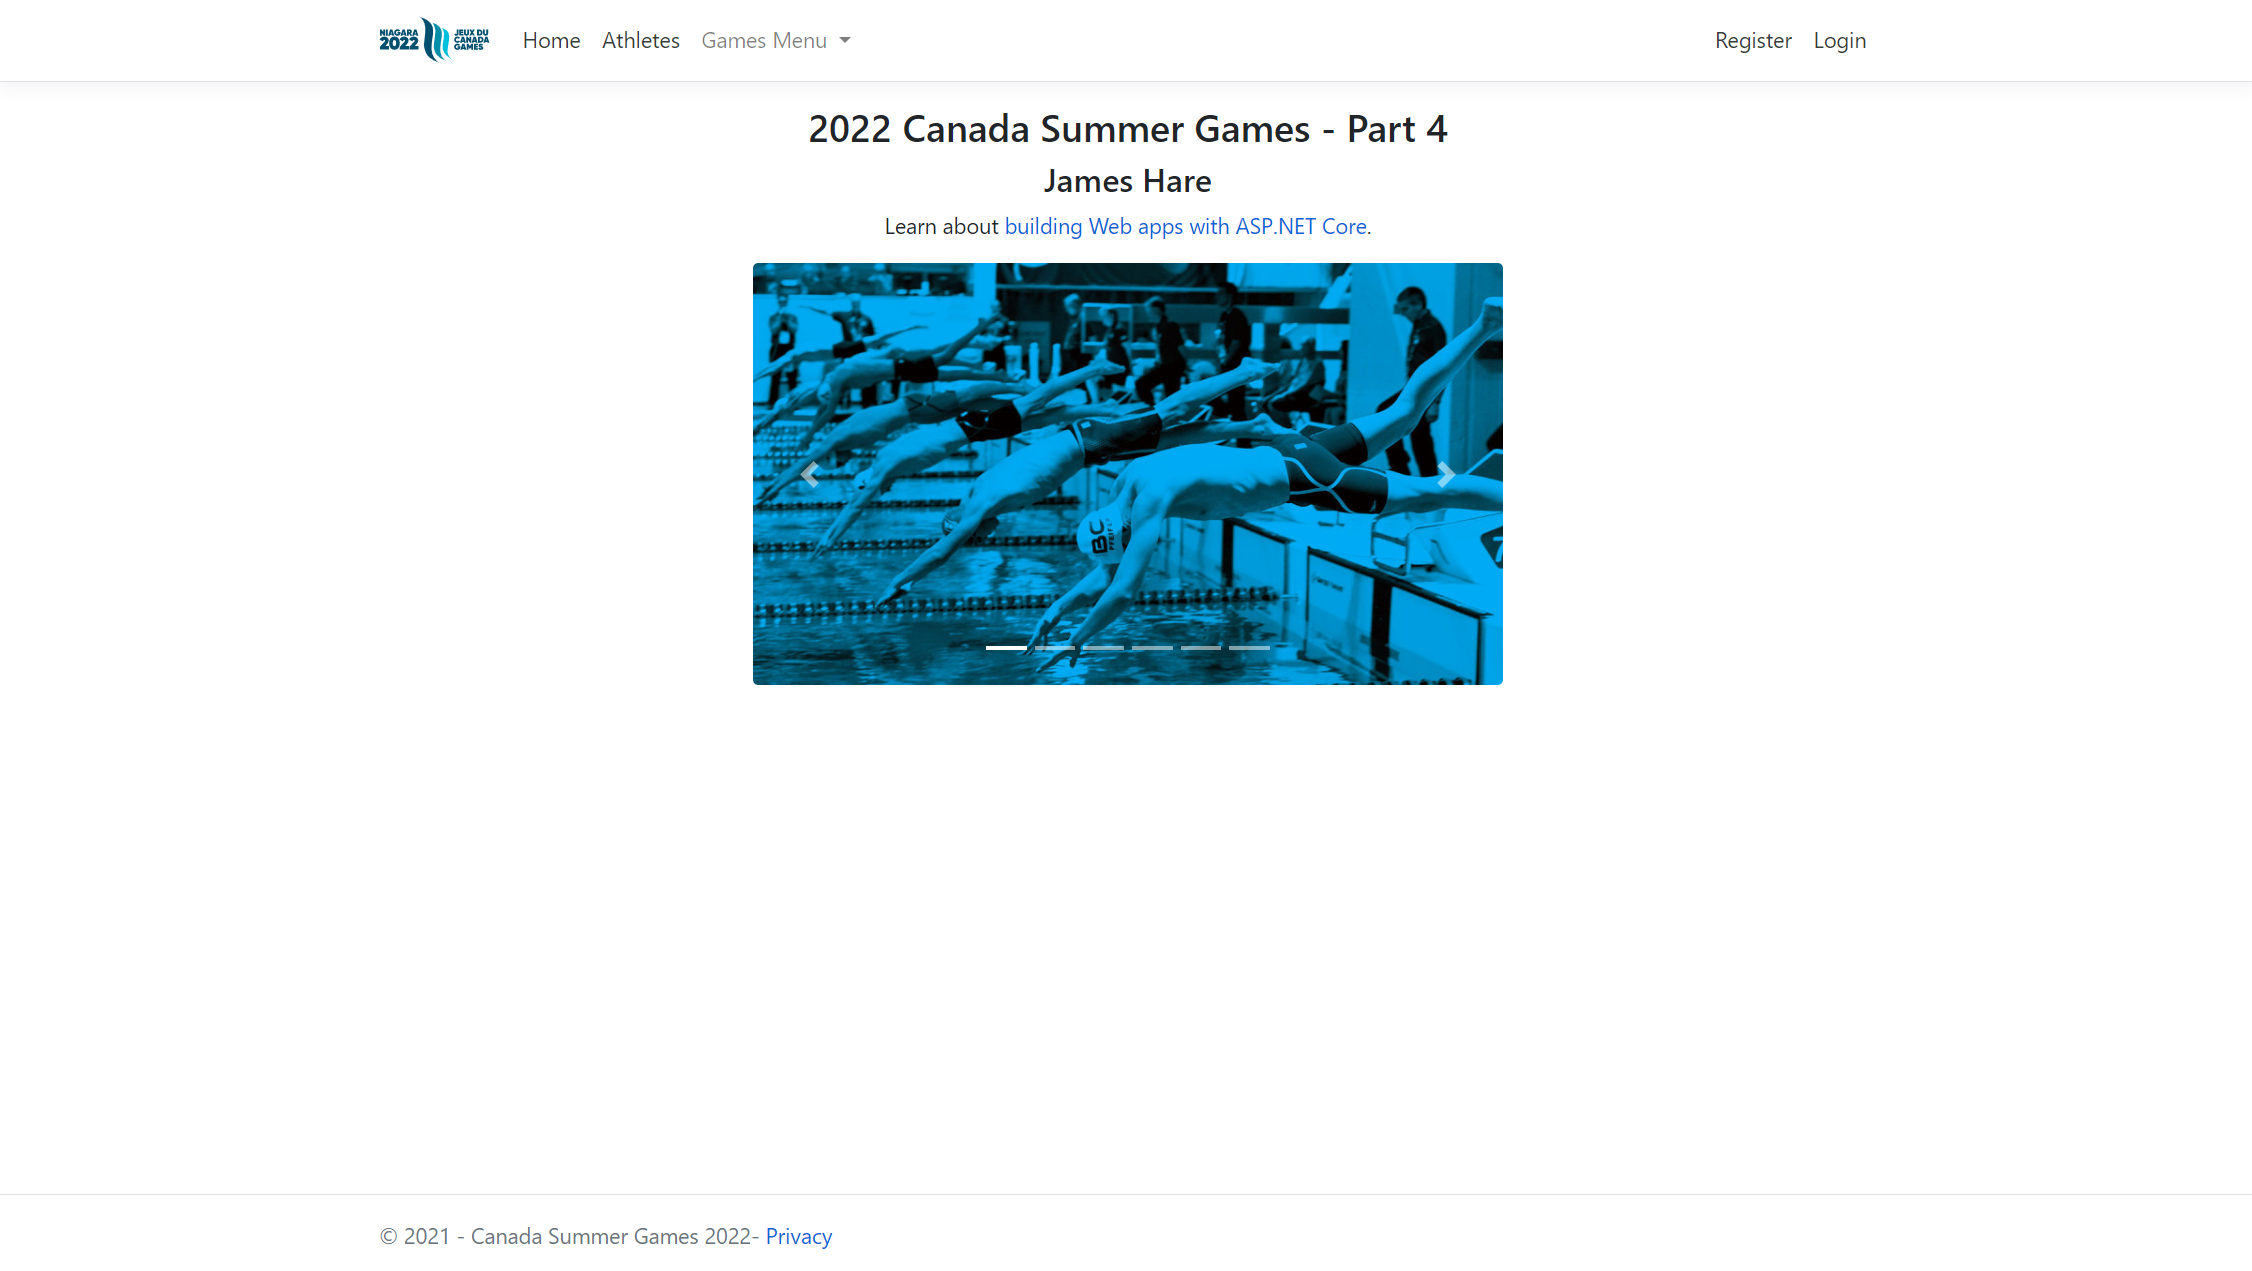 NIAGARA 2022 JEUX DU CANADA GAMES
Home Athletes Games Menu Register Login
2022 Canada Summer Games - Part 4
James Hare
Learn about building Web apps with ASP.NET Core.
BC
© 2021 - Canada Summer Games 2022- Privacy